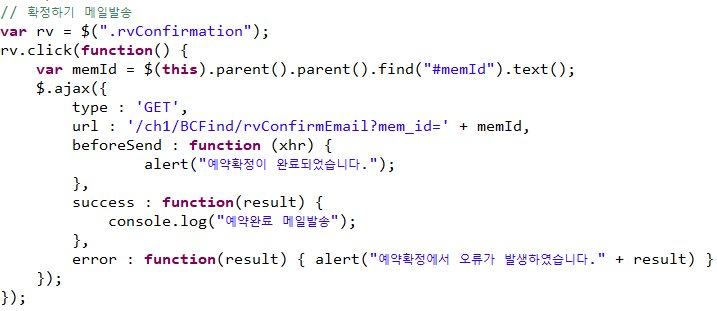 // 확정하기 메일발송
var rv = $(".rvConfirmation");
rv.click(function() {
    var memId = $(this).parent().parent().find("#memId").text();
    $.ajax({
        type : 'GET',
        url : '/ch1/BCFind/rvConfirmEmail?mem_id=' + memId,
        beforeSend : function (xhr) {
                alert("예약확정이 완료되었습니다.");
        },
        success : function(result) {
            console.log("예약완료 메일발송");
        },
        error : function(result) { alert("예약확정에서 오류가 발생하였습니다." + result) }
    });
});